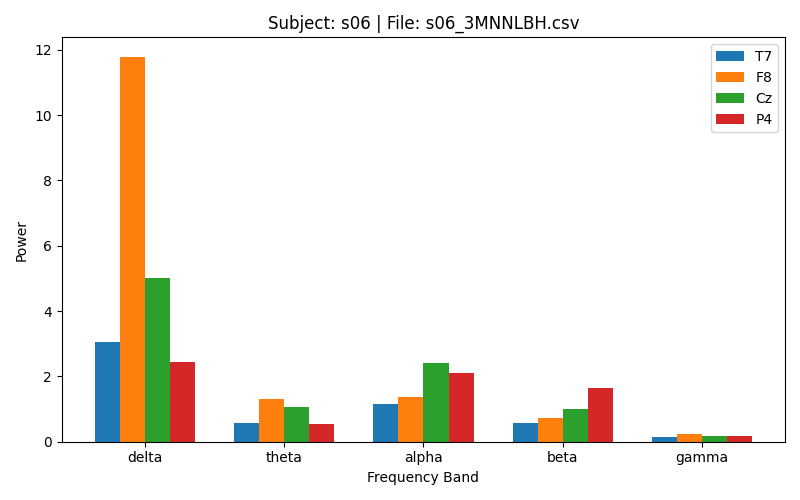 Subject: s06 | File: s06_3MNNLBH.csv
T7
F8
Cz
P4
Power
12
10
8
6
4
2
0
delta
theta
alpha
beta
gamma
Frequency Band